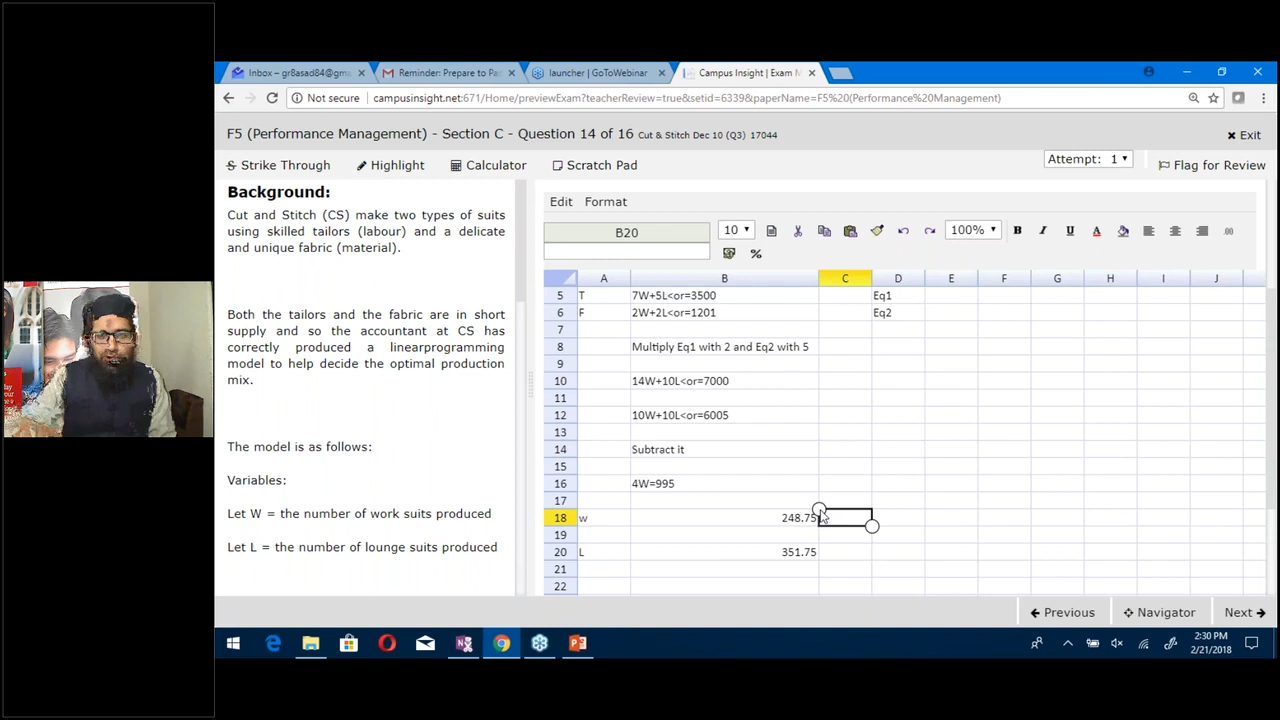 Inbox – gr8asad84@gma
Reminder: Prepare to Pa
launcher | GoToWebinar
Campus Insight | Exam M
Not secure
campusinsight.net:671/Home/previewExam?teacherReview=true&setid=6339&paperName=F5%20(Performance%20Management)
F5 (Performance Management) - Section C - Question 14 of 16 Cut & Stitch Dec 10 (Q3) 17044
Exit
Strike Through
Highlight
Calculator
Scratch Pad
Attempt: 1
Flag for Review
Background:
Cut and Stitch (CS) make two types of suits
using skilled tailors (labour) and a delicate
and unique fabric (material).
Both the tailors and the fabric are in short
supply and so the accountant at CS has
correctly produced a linearprogramming
model to help decide the optimal production
mix.
The model is as follows:
Variables:
Let W = the number of work suits produced
Let L = the number of lounge suits produced
Edit Format
B20
10
100%
B I U A
.00
%
A B C D E F G H I J
5 T 7W+5L<or=3500 Eq1
6 F 2W+2L<or=1201 Eq2
7
8 Multiply Eq1 with 2 and Eq2 with 5
9
10 14W+10L<or=7000
11
12 10W+10L<or=6005
13
14 Subtract it
15
16 4W=995
17
18 w 248.75
19
20 L 351.75
21
22
Previous
Navigator
Next
2:30 PM
2/21/2018